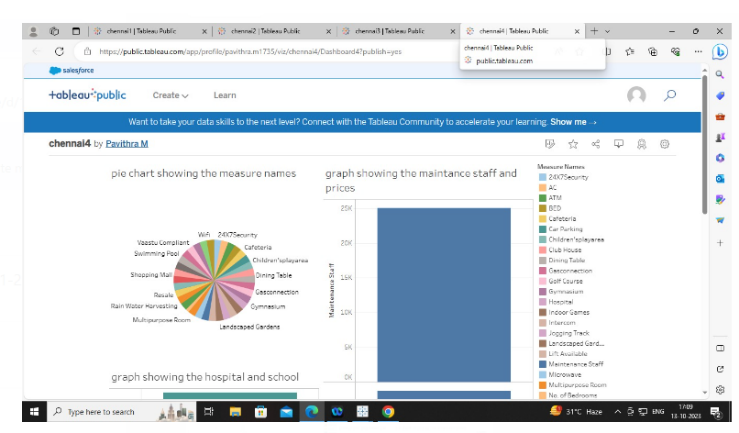 chennai1 | Tableau Public
chennai2 | Tableau Public
chennai3 | Tableau Public
chennai4 | Tableau Public
https://public.tableau.com/app/profile/pavithra.m1735/viz/chennai4/Dashboard4?publish=yes
chennai4 | Tableau Public
public.tableau.com
salesforce
+ableau public
Create
Learn
Want to take your data skills to the next level? Connect with the Tableau Community to accelerate your learning. Show me →
chennai4 by Pavithra M
pie chart showing the measure names
Wifi
24X7Security
Vaastu Compliant
Cafeteria
Swimming Pool
Children'splayarea
Shopping Mall
Dining Table
Resale
Gasconnection
Rain Water Harvesting
Gymnasium
Multipurpose Room
Landscaped Gardens
graph showing the maintance staff and
prices
25K
20K
15K
10K
5K
0K
Maintenance Staff
Measure Names
24X7Security
AC
ATM
BED
Cafeteria
Car Parking
Children'splayarea
Club House
Dining Table
Gasconnection
Golf Course
Gymnasium
Hospital
Indoor Games
Intercom
Jogging Track
Landscaped Gard...
Lift Available
Maintenance Staff
Microwave
Multipurpose Room
No. of Bedrooms
graph showing the hospital and school
Type here to search
31°C Haze
ENG
17:09
13-10-2023